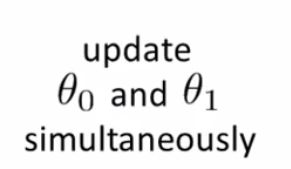 update
θ₀ and θ₁
simultaneously